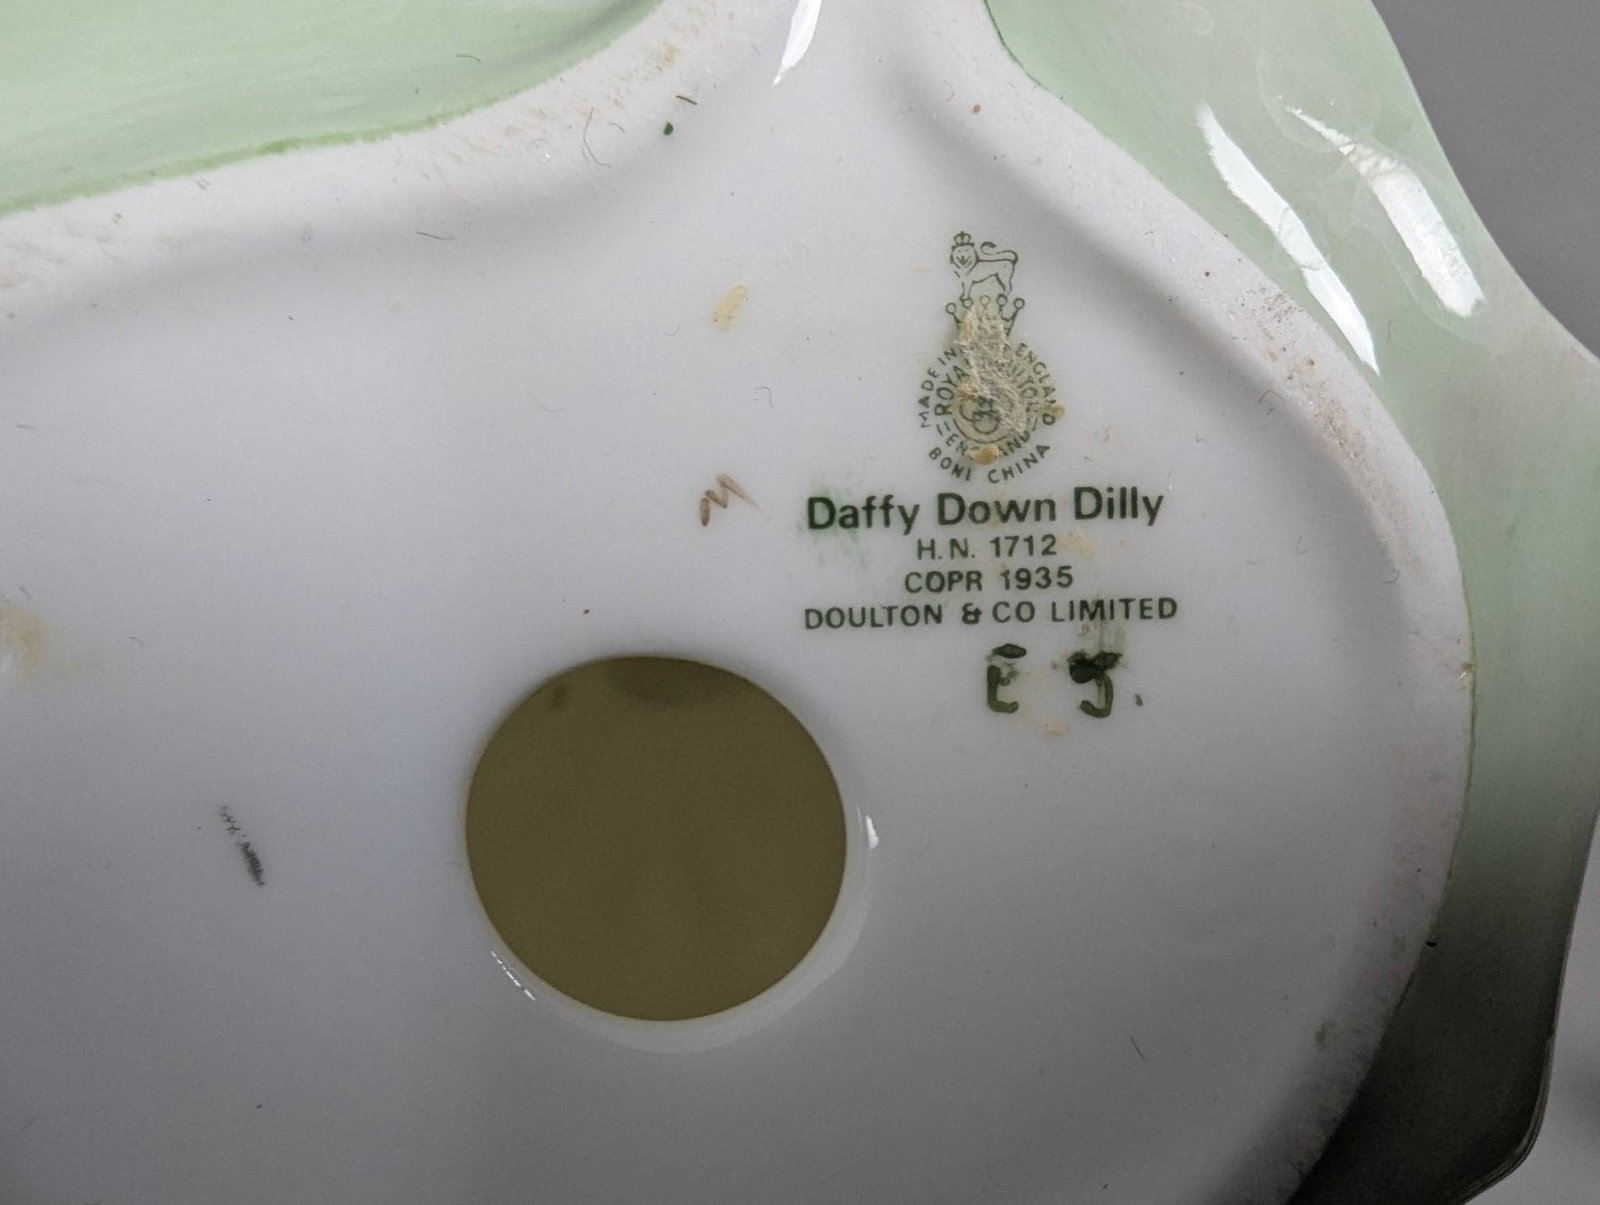 MADE IN ENGLAND
ROYAL DOULTON
ENGLAND
BONE CHINA
Daffy Down Dilly
H.N. 1712
COPR 1935
DOULTON & CO LIMITED
E J.
M